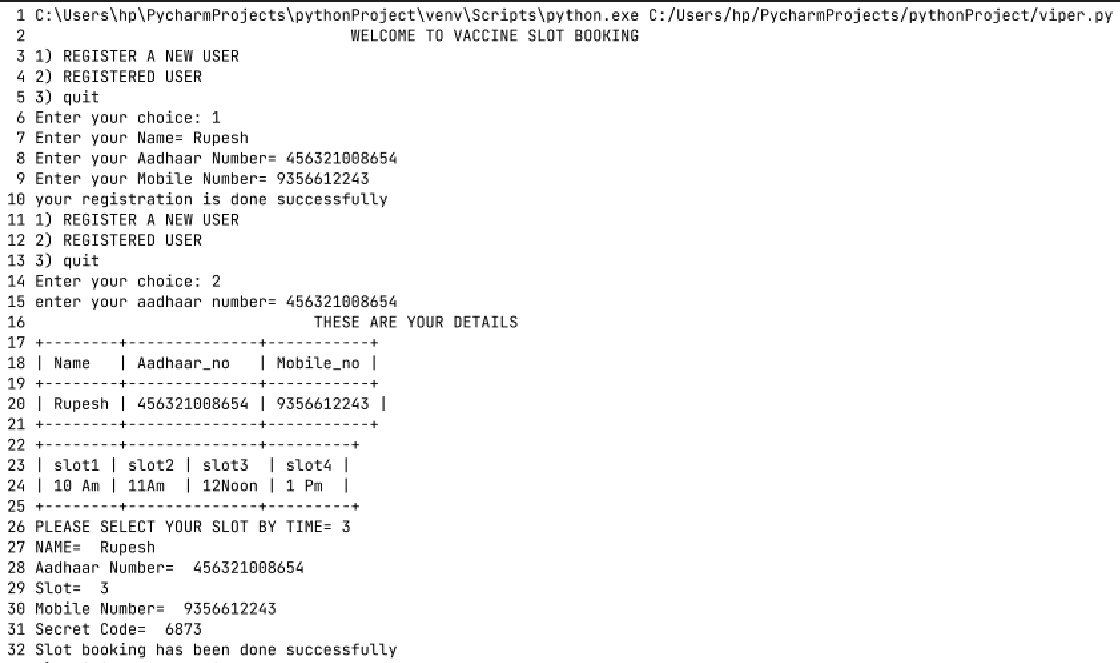 1 C:\Users\hp\PycharmProjects\pythonProject\venv\Scripts\python.exe C:/Users/hp/PycharmProjects/pythonProject/viper.py
2                                   WELCOME TO VACCINE SLOT BOOKING
3 1) REGISTER A NEW USER
4 2) REGISTERED USER
5 3) quit
6 Enter your choice: 1
7 Enter your Name= Rupesh
8 Enter your Aadhaar Number= 456321008654
9 Enter your Mobile Number= 9356612243
10 your registration is done successfully
11 1) REGISTER A NEW USER
12 2) REGISTERED USER
13 3) quit
14 Enter your choice: 2
15 enter your aadhaar number= 456321008654
16                               THESE ARE YOUR DETAILS
17 +--------+--------------+-----------+
18 | Name   | Aadhaar_no   | Mobile_no |
19 +--------+--------------+-----------+
20 | Rupesh | 456321008654 | 9356612243 |
21 +--------+--------------+-----------+
22 +--------+--------------+---------+
23 | slot1 | slot2 | slot3  | slot4 |
24 | 10 Am | 11Am  | 12Noon | 1 Pm  |
25 +--------+--------------+---------+
26 PLEASE SELECT YOUR SLOT BY TIME= 3
27 NAME=  Rupesh
28 Aadhaar Number=  456321008654
29 Slot=  3
30 Mobile Number=  9356612243
31 Secret Code=  6873
32 Slot booking has been done successfully